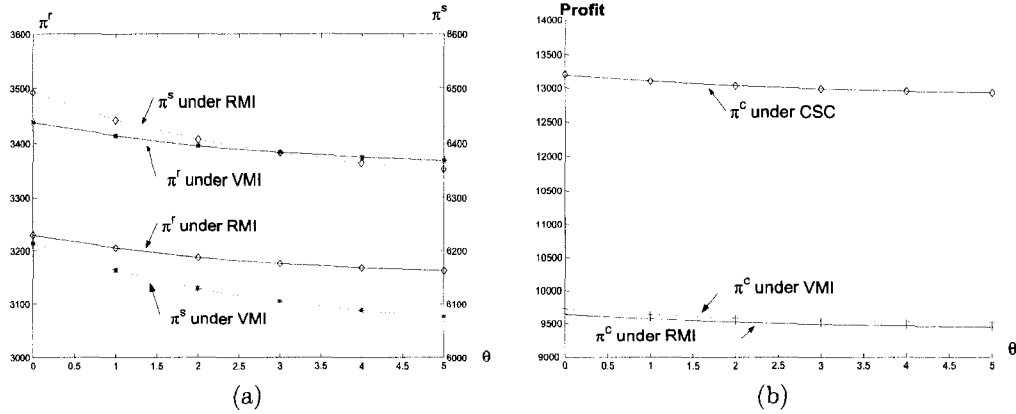 π^r
π^s
3600
3500
3400
3300
3200
3100
3000
6600
6500
6400
6300
6200
6100
6000
0 0.5 1 1.5 2 2.5 3 3.5 4 4.5 5 θ
π^s under RMI
π^r under VMI
π^r under RMI
π^s under VMI
(a)
Profit
14000
13500
13000
12500
12000
11500
11000
10500
10000
9500
9000
0 0.5 1 1.5 2 2.5 3 3.5 4 4.5 5 θ
π^c under CSC
π^c under VMI
π^c under RMI
(b)